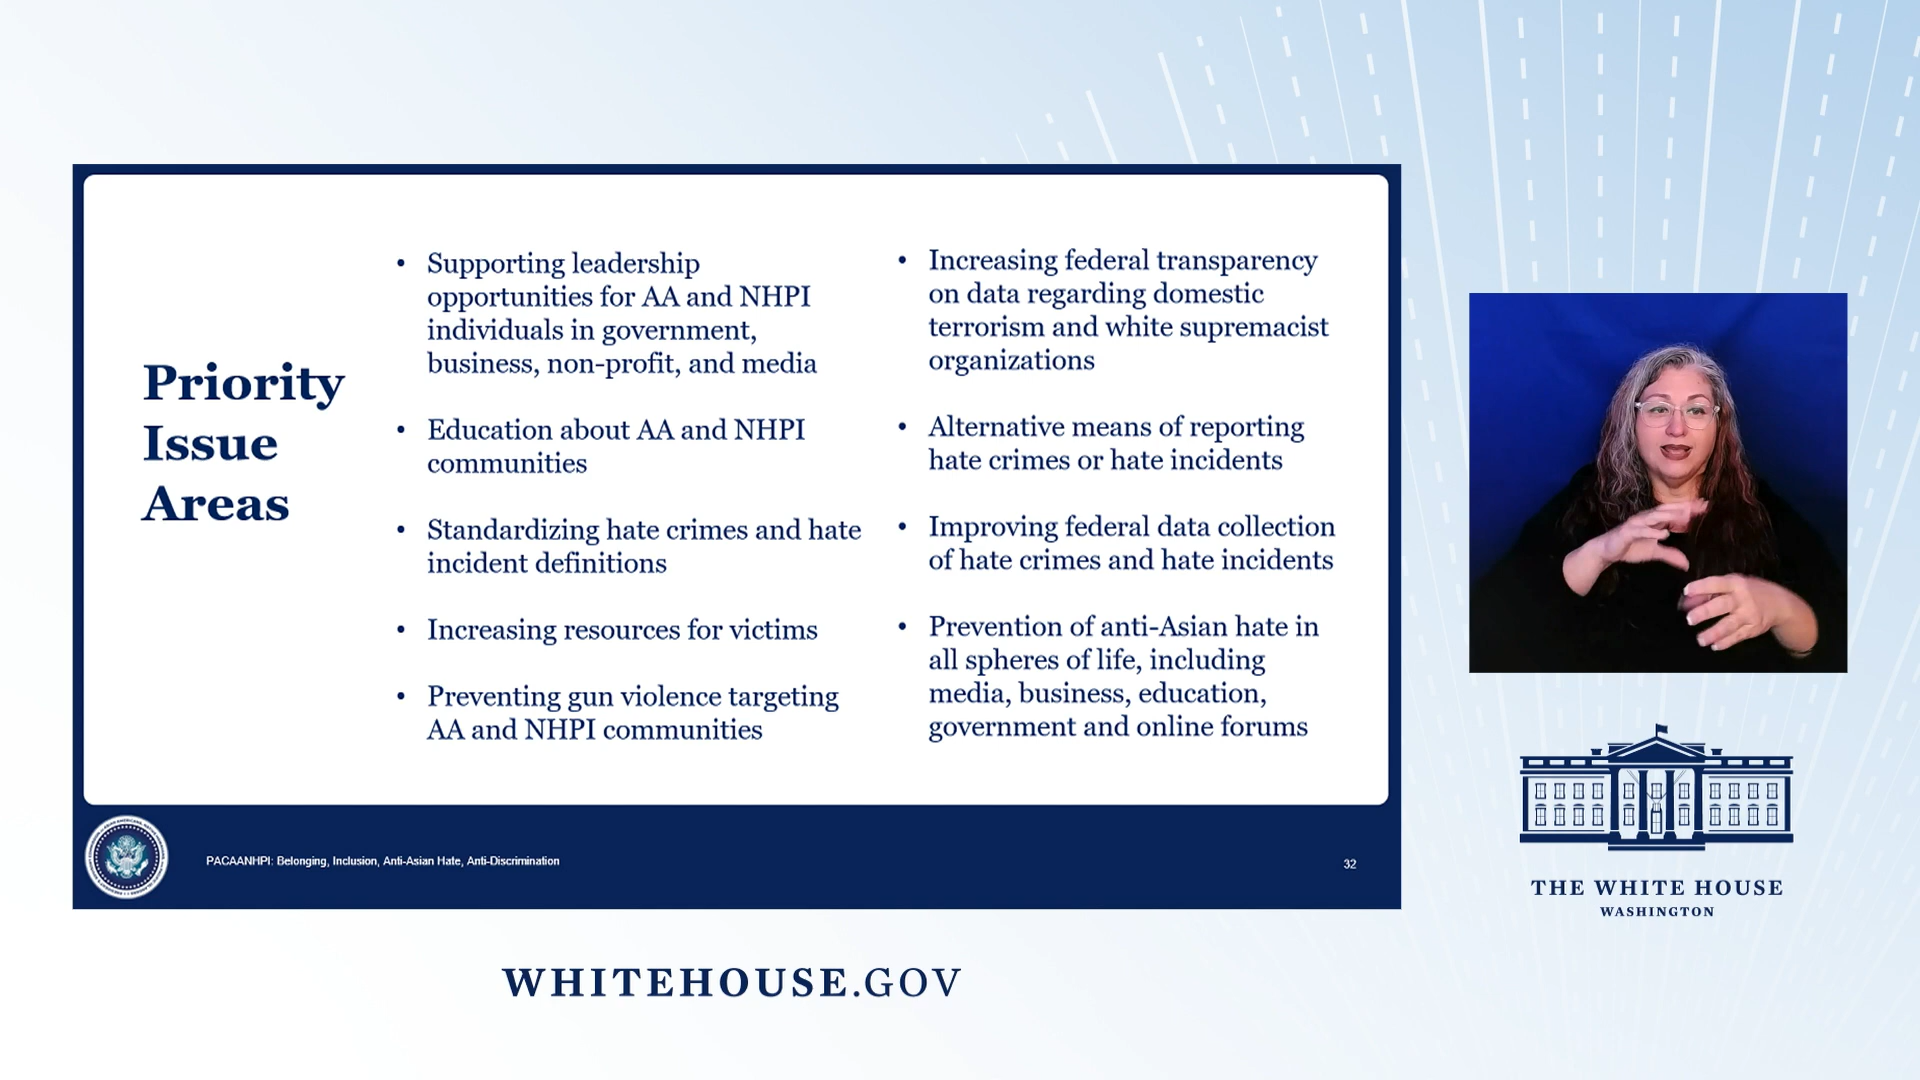 Priority
Issue
Areas
• Supporting leadership
opportunities for AA and NHPI
individuals in government,
business, non-profit, and media
• Education about AA and NHPI
communities
• Standardizing hate crimes and hate
incident definitions
• Increasing resources for victims
• Preventing gun violence targeting
AA and NHPI communities
• Increasing federal transparency
on data regarding domestic
terrorism and white supremacist
organizations
• Alternative means of reporting
hate crimes or hate incidents
• Improving federal data collection
of hate crimes and hate incidents
• Prevention of anti-Asian hate in
all spheres of life, including
media, business, education,
government and online forums
PACAANHPI: Belonging, Inclusion, Anti-Asian Hate, Anti-Discrimination
32
THE WHITE HOUSE
WASHINGTON
WHITEHOUSE.GOV